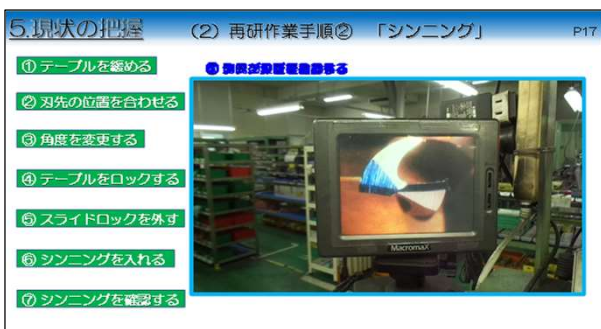 5.現状の把握 (2) 再研作業手順② 「シンニング」 P17
① テーブルを緩める
② 刃先の位置を合わせる
③ 角度を変更する
④ テーブルをロックする
⑤ スライドロックを外す
⑥ シンニングを入れる
⑦ シンニングを確認する
Macromax